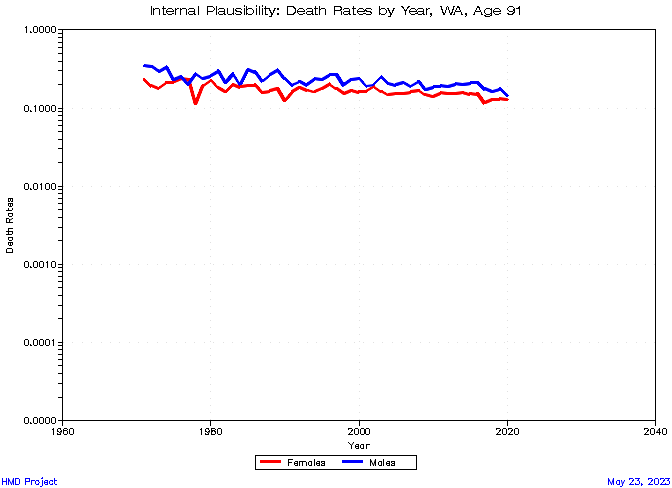 Internal Plausibility: Death Rates by Year, WA, Age 91
1.0000
0.1000
0.0100
0.0010
0.0001
0.0000
Death Rates
1960 1980 2000 2020 2040
Year
Females Males
HMD Project May 23, 2023